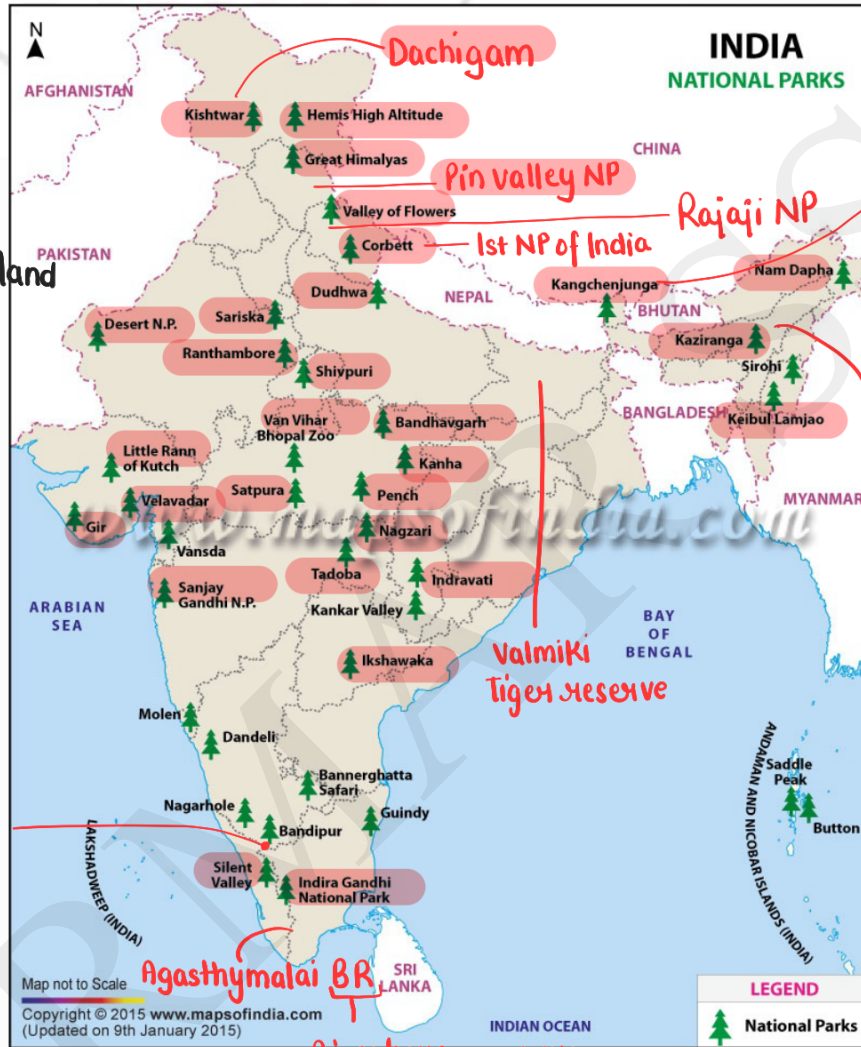 N
INDIA
NATIONAL PARKS
Dachigam
AFGHANISTAN
Kishtwar
Hemis High Altitude
Great Himalyas
CHINA
Pin valley NP
Valley of Flowers
Rajaji NP
Corbett
1st NP of India
PAKISTAN
land
Dudhwa
NEPAL
Kangchenjunga
Nam Dapha
BHUTAN
Desert N.P.
Sariska
Kaziranga
Ranthambore
Shivpuri
Sirohi
Van Vihar
Bhopal Zoo
Bandhavgarh
BANGLADESH
Keibul Lamjao
Little Rann
of Kutch
Kanha
Satpura
Pench
Velavadar
MYANMAR
www.mapsofindia.com
Gir
Nagzari
Vansda
Tadoba
Indravati
Sanjay
Gandhi N.P.
Kankar Valley
ARABIAN
SEA
BAY
OF
BENGAL
Valmiki
Tiger reserve
Ikshawaka
Molen
Dandeli
Bannerghatta
Safari
Saddle
Peak
Nagarhole
Guindy
Bandipur
Button
ANDAMAN AND NICOBAR ISLANDS (INDIA)
LAKSHADWEEP (INDIA)
Silent
Valley
Indira Gandhi
National Park
Agasthymalai BR
SRI
LANKA
Map not to Scale
Copyright © 2015 www.mapsofindia.com
(Updated on 9th January 2015)
INDIAN OCEAN
LEGEND
National Parks